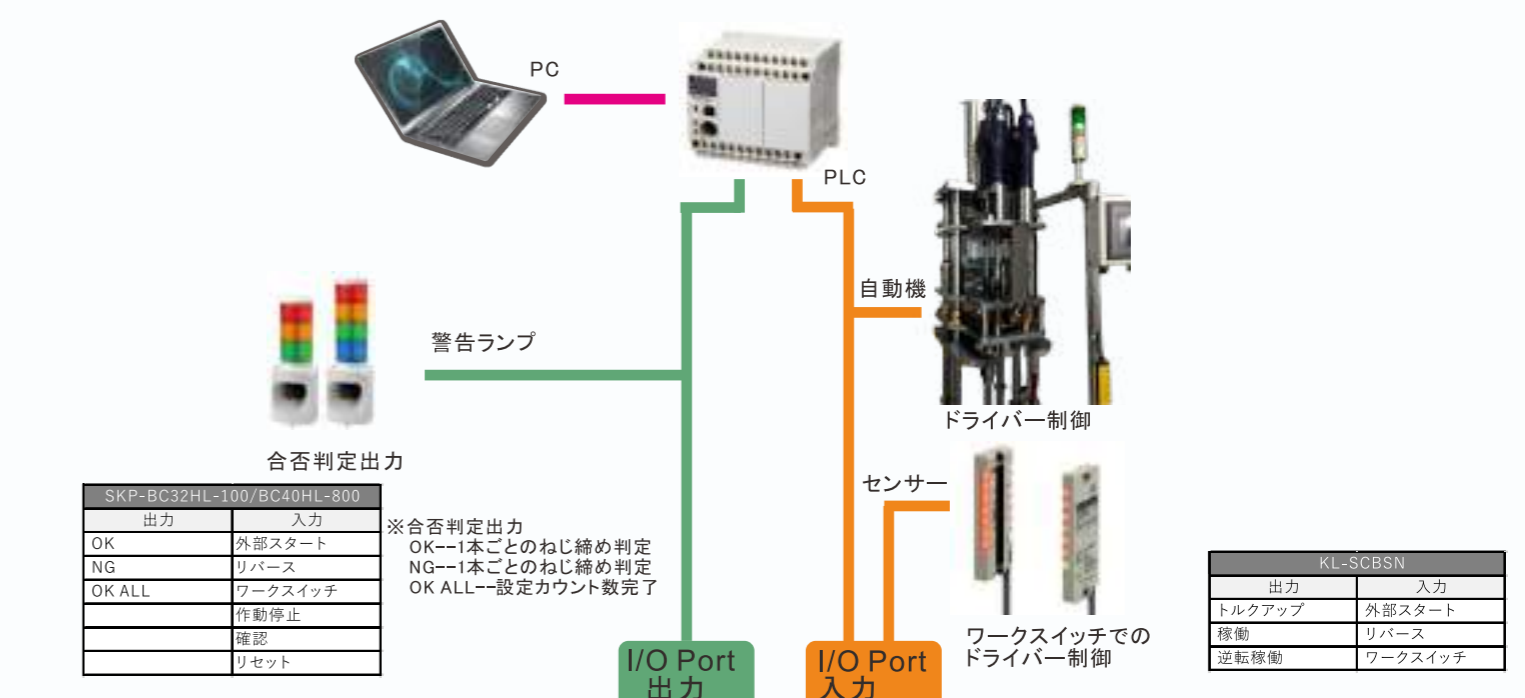 PC
PLC
自動機
警告ランプ
ドライバー制御
合否判定出力
センサー
SKP-BC32HL-100/BC40HL-800
出力 入力
OK 外部スタート
NG リバース
OK ALL ワークスイッチ
作動停止
確認
リセット
※合否判定出力
OK--1本ごとのねじ締め判定
NG--1本ごとのねじ締め判定
OK ALL--設定カウント数完了
I/O Port
出力
I/O Port
入力
ワークスイッチでの
ドライバー制御
KL-SCBSN
出力 入力
トルクアップ 外部スタート
稼働 リバース
逆転稼働 ワークスイッチ